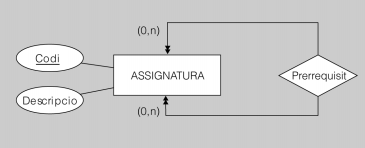 (0,n)
Codi
ASSIGNATURA
Prerrequisit
Descripcio
(0,n)